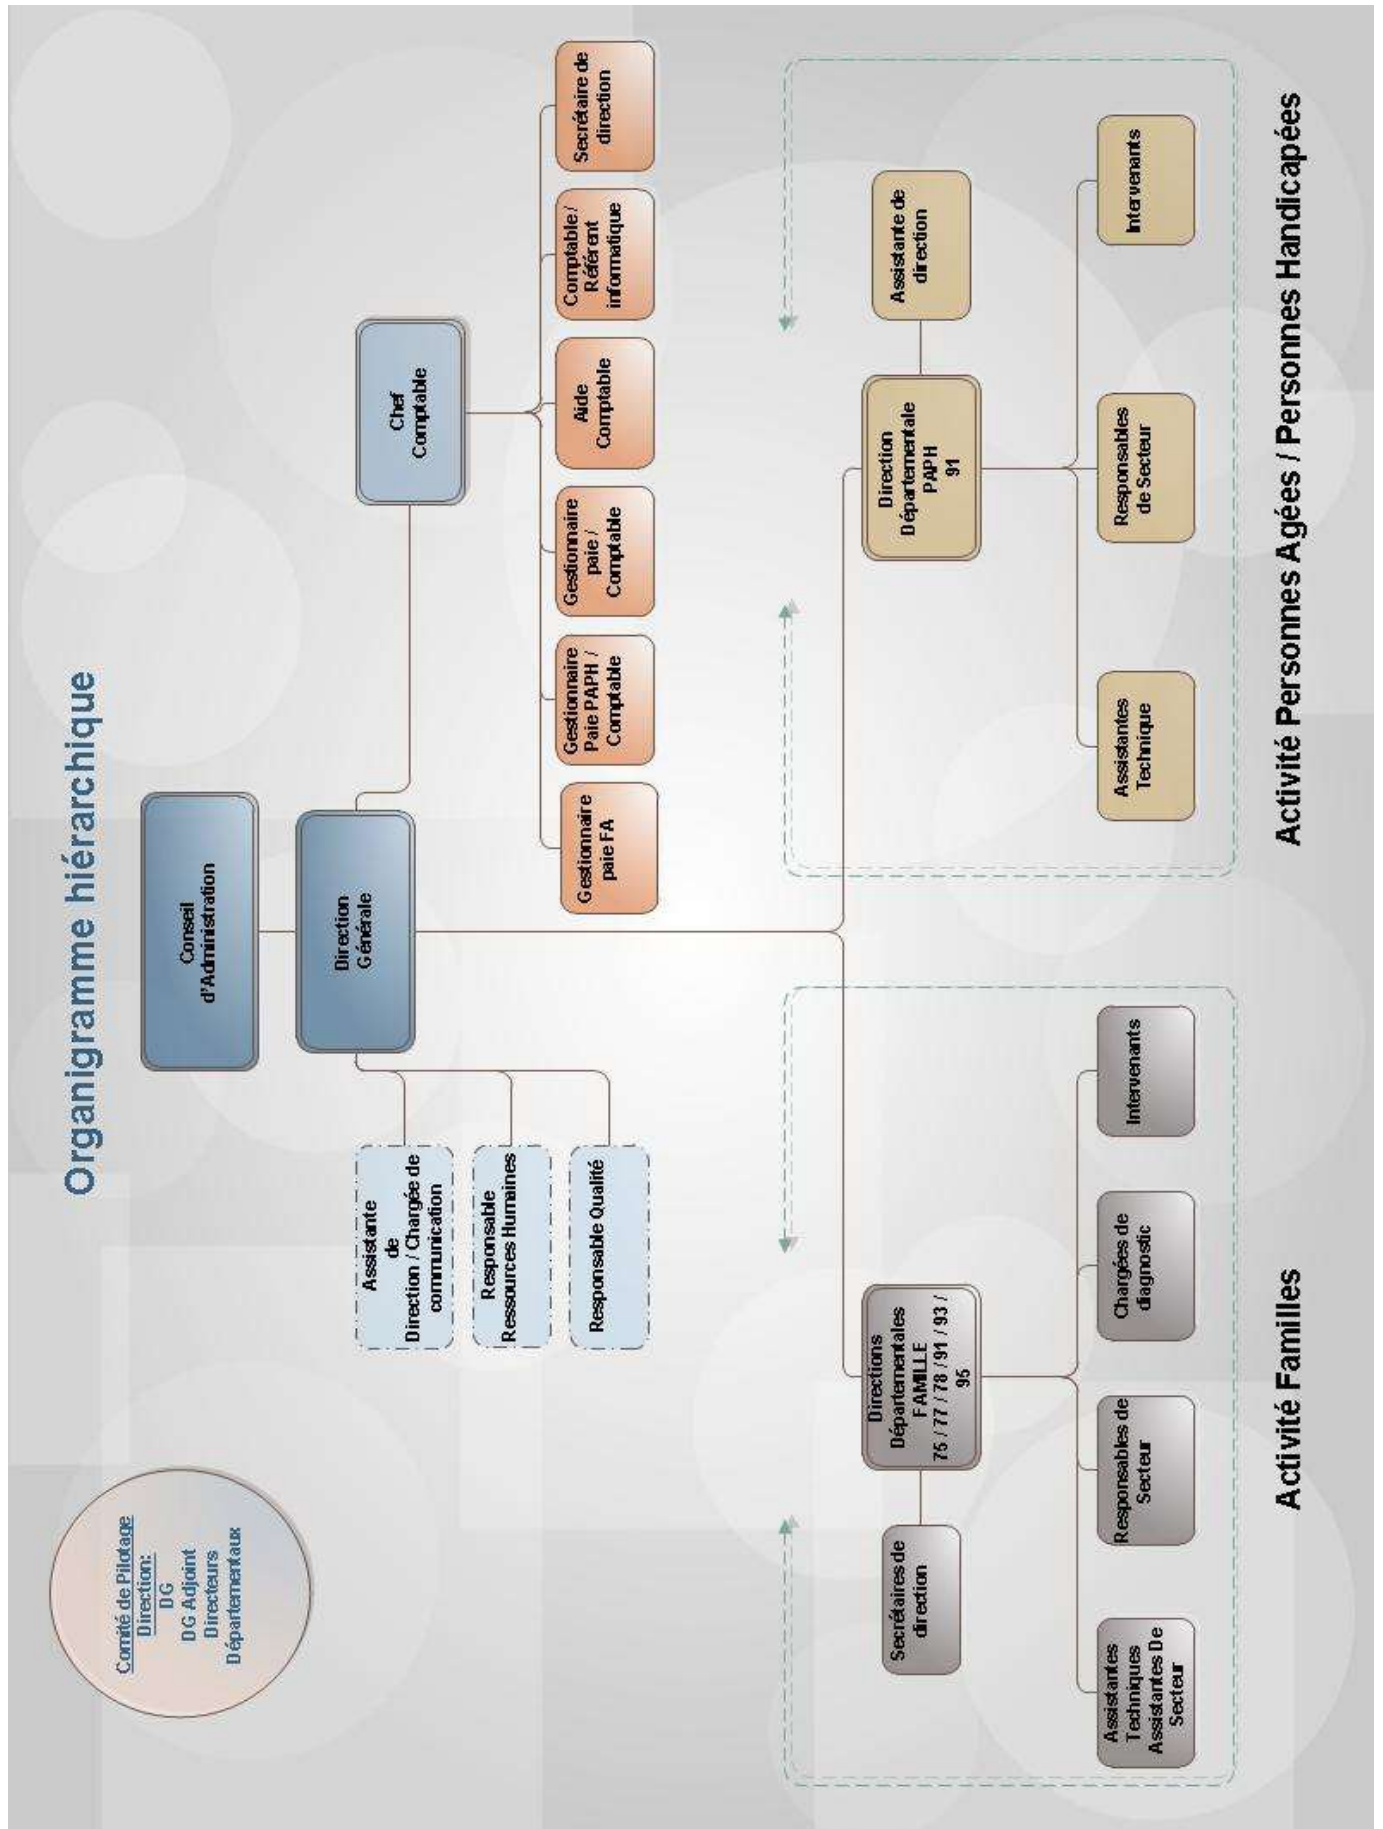 Organigramme hiérarchique
Comité de Pilotage
Direction:
DG
DG Adjoint
Directeurs
Départementaux
Conseil
d'Administration
Direction
Générale
Assistante
de
Direction / Chargée de
communication
Responsable
Ressources Humaines
Responsable Qualité
Chef
Comptable
Gestionnaire
paie FA
Gestionnaire
Paie PAPH /
Comptable
Gestionnaire
paie /
Comptable
Aide
Comptable
Comptable /
Référent
informatique
Secrétaire de
direction
Secrétaires de
direction
Directions
Départementales
FAMILLE
75 / 77 / 78 / 91 / 93 /
95
Assistantes
Techniques
Assistantes De
Secteur
Responsables de
Secteur
Chargées de
diagnostic
Intervenants
Activité Familles
Direction
Départementale
PAPH
91
Assistante de
direction
Assistantes
Technique
Responsables
de Secteur
Intervenants
Activité Personnes Agées / Personnes Handicapées